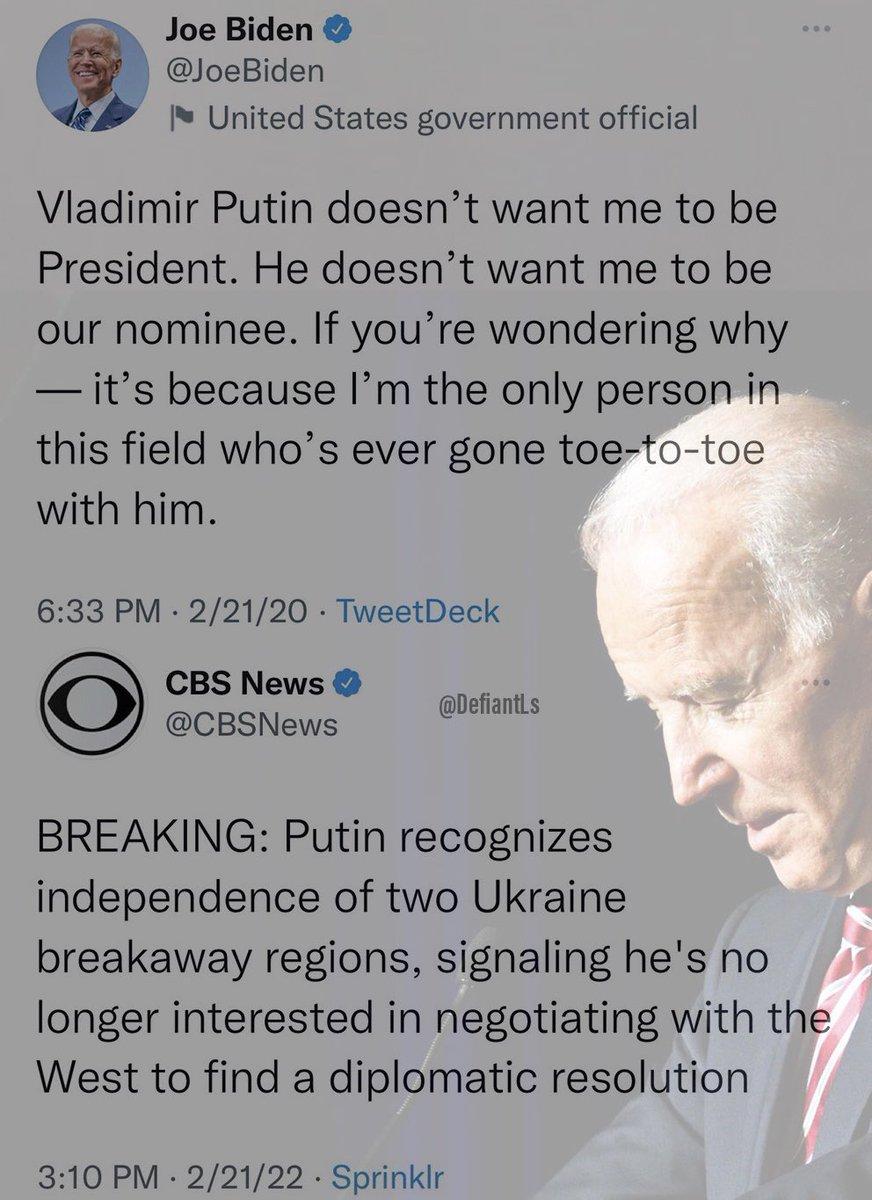 Joe Biden
@JoeBiden
United States government official
Vladimir Putin doesn’t want me to be
President. He doesn’t want me to be
our nominee. If you’re wondering why
— it’s because I’m the only person in
this field who’s ever gone toe-to-toe
with him.
6:33 PM · 2/21/20 · TweetDeck
CBS News
@CBSNews
@DefiantLs
BREAKING: Putin recognizes
independence of two Ukraine
breakaway regions, signaling he's no
longer interested in negotiating with the
West to find a diplomatic resolution
3:10 PM · 2/21/22 · Sprinklr